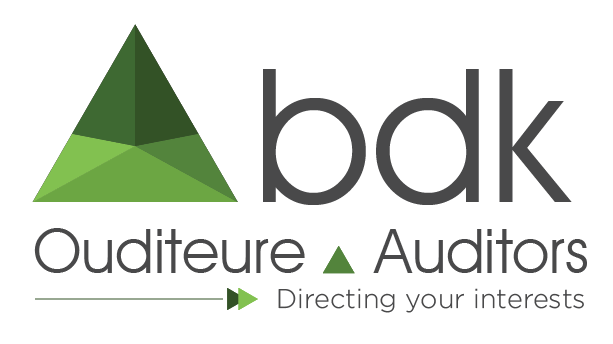 bdk
Ouditeure Auditors
Directing your interests